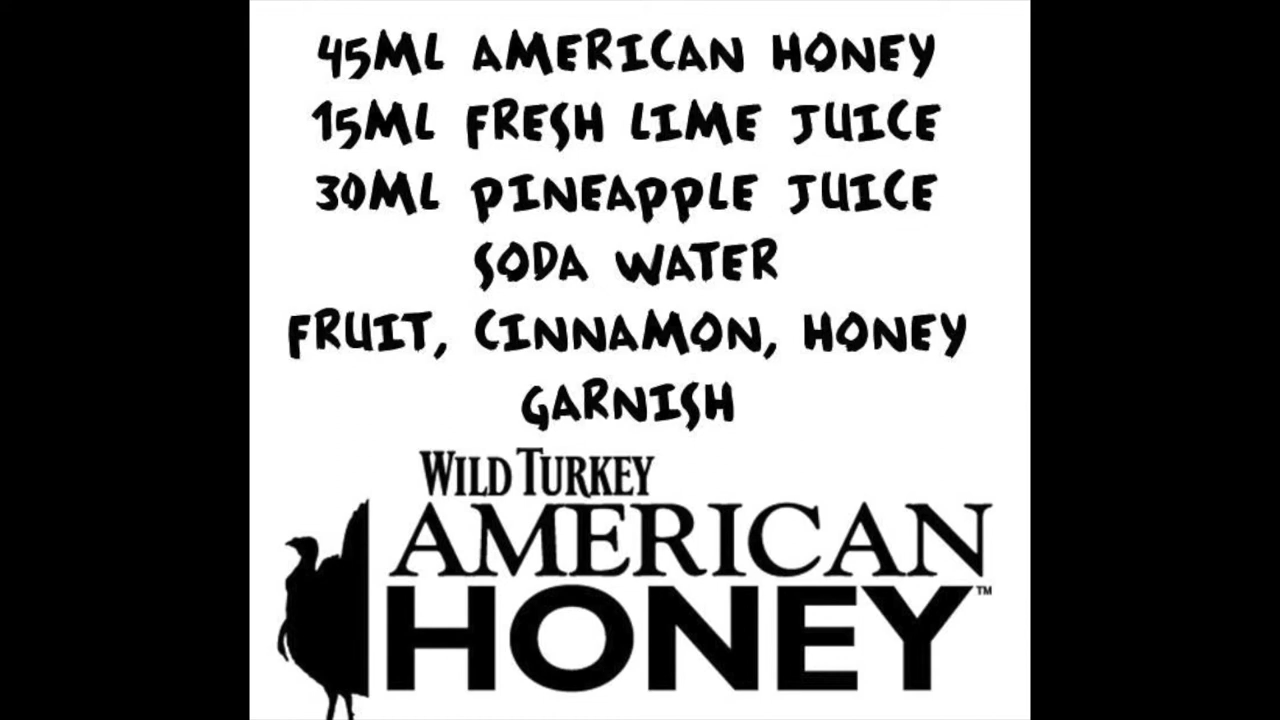 45ML AMERICAN HONEY
15ML FRESH LIME JUICE
30ML PINEAPPLE JUICE
SODA WATER
FRUIT, CINNAMON, HONEY
GARNISH
WILD TURKEY
AMERICAN
HONEY™